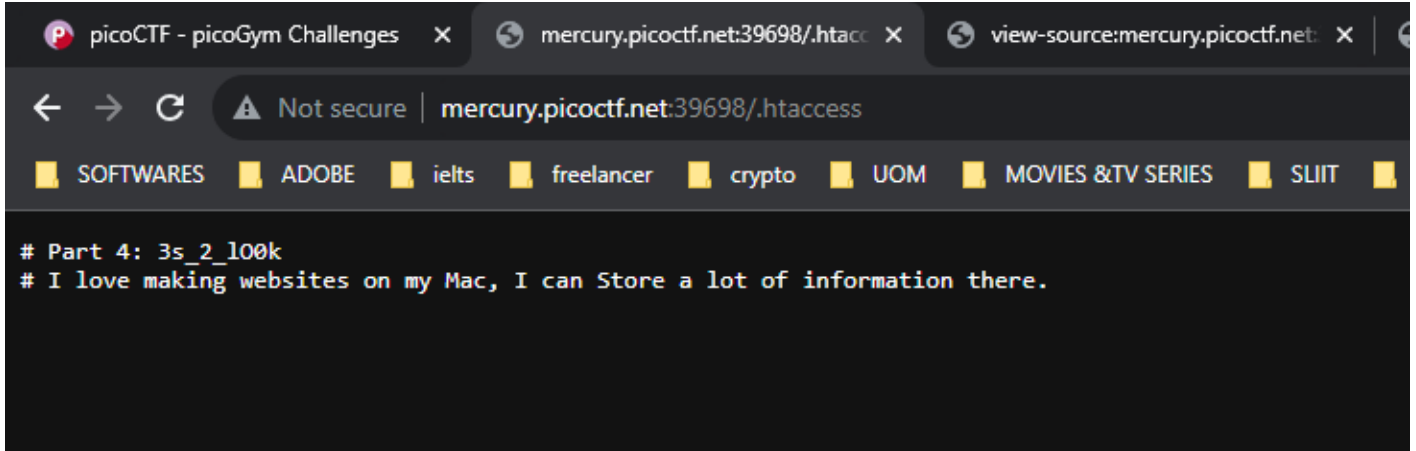 picoCTF - picoGym Challenges
mercury.picoctf.net:39698/.htacc
view-source:mercury.picoctf.net:
Not secure | mercury.picoctf.net:39698/.htaccess
SOFTWARES ADOBE ielts freelancer crypto UOM MOVIES &TV SERIES SLIIT
# Part 4: 3s_2_lO0k
# I love making websites on my Mac, I can Store a lot of information there.